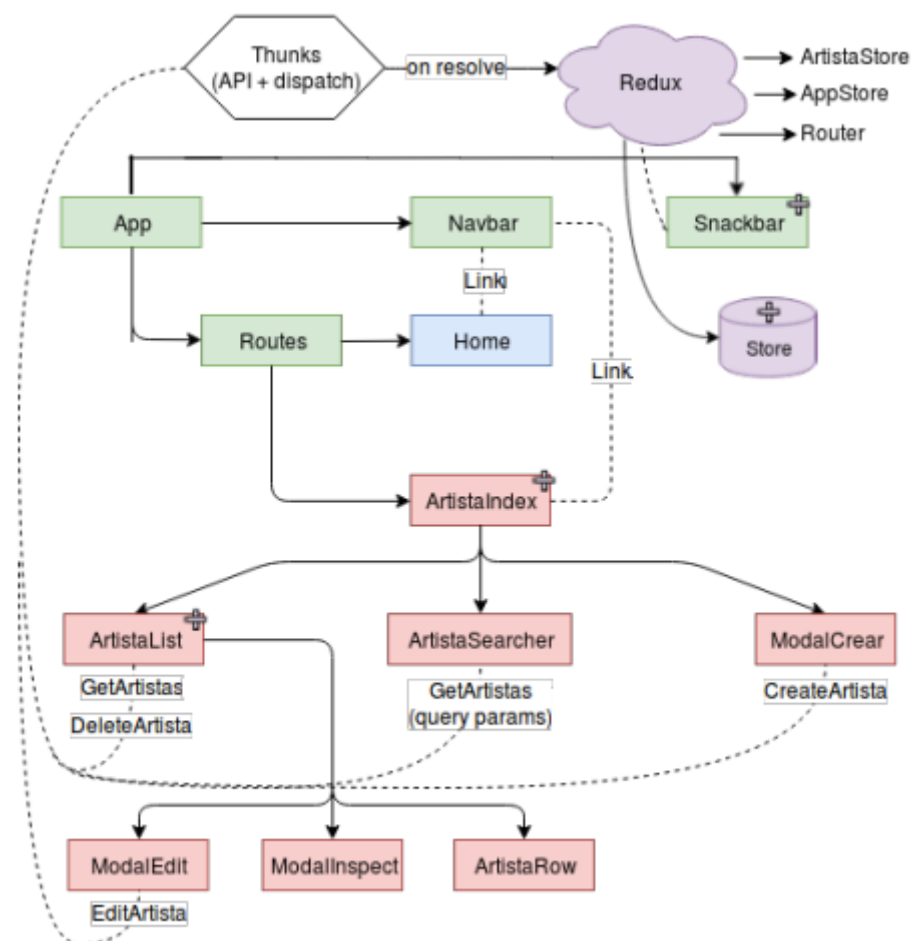 Thunks
(API + dispatch)
on resolve
Redux
ArtistaStore
AppStore
Router
App
Navbar
Snackbar
Link
Routes
Home
Store
Link
ArtistaIndex
ArtistaList
ArtistaSearcher
ModalCrear
GetArtistas
DeleteArtista
GetArtistas
(query params)
CreateArtista
ModalEdit
ModalInspect
ArtistaRow
EditArtista